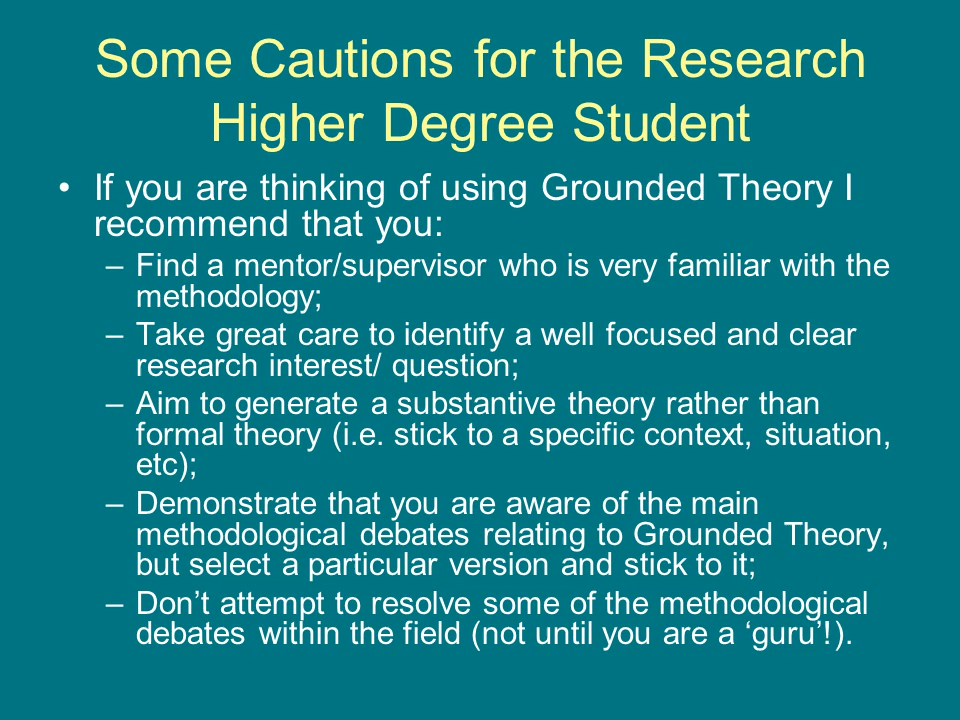 Some Cautions for the Research
Higher Degree Student
• If you are thinking of using Grounded Theory I
recommend that you:
– Find a mentor/supervisor who is very familiar with the
methodology;
– Take great care to identify a well focused and clear
research interest/ question;
– Aim to generate a substantive theory rather than
formal theory (i.e. stick to a specific context, situation,
etc);
– Demonstrate that you are aware of the main
methodological debates relating to Grounded Theory,
but select a particular version and stick to it;
– Don’t attempt to resolve some of the methodological
debates within the field (not until you are a ‘guru’!).